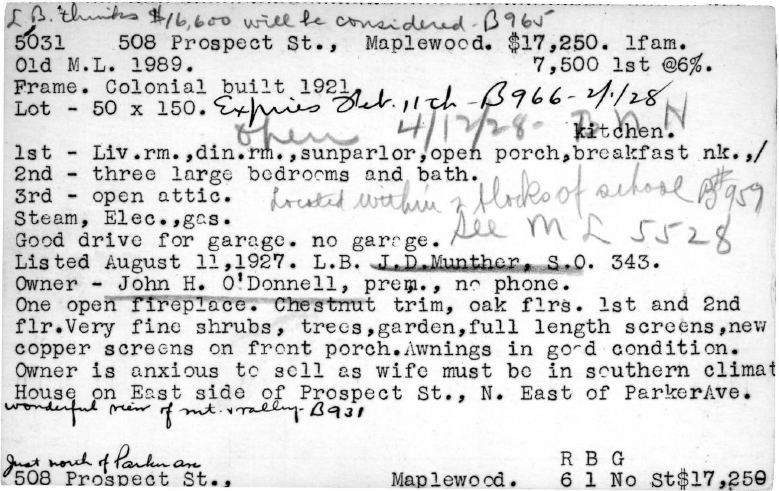 L B. thinks $16,600 will be considered - B965
5031 508 Prospect St., Maplewood. $17,250. 1fam.
Old M.L. 1989. 7,500 1st @6%.
Frame. Colonial built 1921
Lot - 50 x 150. Expries Feb. 11th - B966 - 2/1/28
open 4/12/28 -
kitchen.
1st - Liv.rm.,din.rm.,sunparlor,open porch,breakfast nk.,/
2nd - three large bedrooms and bath.
3rd - open attic. Located within 2 blocks of school B#959
Steam, Elec.,gas. See M L 5528
Good drive for garage. no garage.
Listed August 11,1927. L.B. J.D.Munther, S.O. 343.
Owner - John H. O'Donnell, prem., no phone.
One open fireplace. Chestnut trim, oak flrs. 1st and 2nd
flr.Very fine shrubs, trees,garden,full length screens,new
copper screens on front porch.Awnings in good condition.
Owner is anxious to sell as wife must be in southern climat
House on East side of Prospect St., N. East of ParkerAve.
wonderful view of mt. & valley - B931
Just north of Parker ave
R B G
508 Prospect St., Maplewood. 6 1 No St$17,250